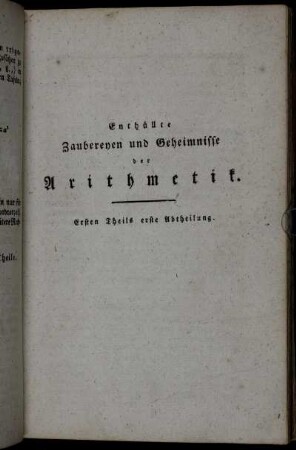 Enthüllte
Zaubereyen und Geheimnisse
der
Arithmetik.
Ersten Theils erste Abtheilung.